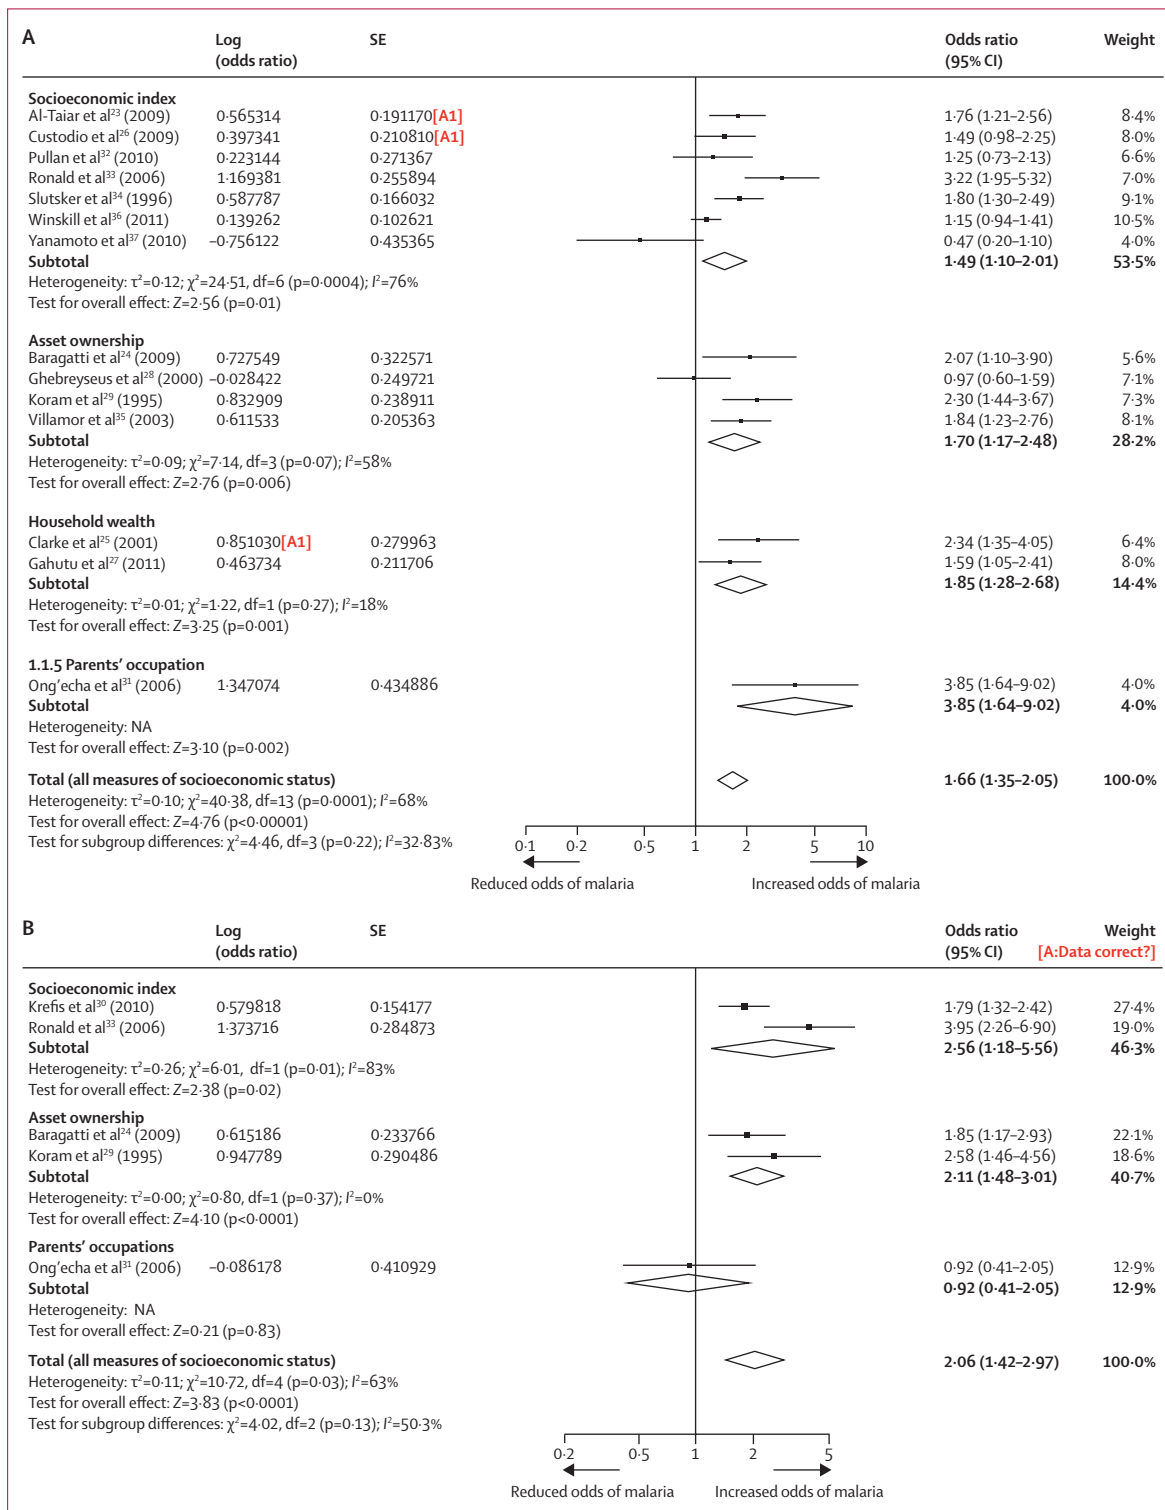 A
Log (odds ratio) SE Odds ratio (95% CI) Weight
Socioeconomic index
Al-Taiar et al²³ (2009) 0·565314 0·191170[A1] 1·76 (1·21–2·56) 8·4%
Custodio et al²⁶ (2009) 0·397341 0·210810[A1] 1·49 (0·98–2·25) 8·0%
Pullan et al³² (2010) 0·223144 0·271367 1·25 (0·73–2·13) 6·6%
Ronald et al³³ (2006) 1·169381 0·255894 3·22 (1·95–5·32) 7·0%
Slutsker et al³⁴ (1996) 0·587787 0·166032 1·80 (1·30–2·49) 9·1%
Winskill et al³⁶ (2011) 0·139262 0·102621 1·15 (0·94–1·41) 10·5%
Yanamoto et al³⁷ (2010) –0·756122 0·435365 0·47 (0·20–1·10) 4·0%
Subtotal 1·49 (1·10–2·01) 53·5%
Heterogeneity: τ²=0·12; χ²=24·51, df=6 (p=0·0004); I²=76%
Test for overall effect: Z=2·56 (p=0·01)
Asset ownership
Baragatti et al²⁴ (2009) 0·727549 0·322571 2·07 (1·10–3·90) 5·6%
Ghebreyseus et al²⁸ (2000) –0·028422 0·249721 0·97 (0·60–1·59) 7·1%
Koram et al²⁹ (1995) 0·832909 0·238911 2·30 (1·44–3·67) 7·3%
Villamor et al³⁵ (2003) 0·611533 0·205363 1·84 (1·23–2·76) 8·1%
Subtotal 1·70 (1·17–2·48) 28·2%
Heterogeneity: τ²=0·09; χ²=7·14, df=3 (p=0·07); I²=58%
Test for overall effect: Z=2·76 (p=0·006)
Household wealth
Clarke et al²⁵ (2001) 0·851030[A1] 0·279963 2·34 (1·35–4·05) 6·4%
Gahutu et al²⁷ (2011) 0·463734 0·211706 1·59 (1·05–2·41) 8·0%
Subtotal 1·85 (1·28–2·68) 14·4%
Heterogeneity: τ²=0·01; χ²=1·22, df=1 (p=0·27); I²=18%
Test for overall effect: Z=3·25 (p=0·001)
1.1.5 Parents’ occupation
Ong’echa et al³¹ (2006) 1·347074 0·434886 3·85 (1·64–9·02) 4·0%
Subtotal 3·85 (1·64–9·02) 4·0%
Heterogeneity: NA
Test for overall effect: Z=3·10 (p=0·002)
Total (all measures of socioeconomic status) 1·66 (1·35–2·05) 100·0%
Heterogeneity: τ²=0·10; χ²=40·38, df=13 (p=0·0001); I²=68%
Test for overall effect: Z=4·76 (p<0·00001)
Test for subgroup differences: χ²=4·46, df=3 (p=0·22); I²=32·83%
0·1 0·2 0·5 1 2 5 10
Reduced odds of malaria Increased odds of malaria
B
Log (odds ratio) SE Odds ratio (95% CI) Weight [A:Data correct?]
Socioeconomic index
Krefis et al³⁰ (2010) 0·579818 0·154177 1·79 (1·32–2·42) 27·4%
Ronald et al³³ (2006) 1·373716 0·284873 3·95 (2·26–6·90) 19·0%
Subtotal 2·56 (1·18–5·56) 46·3%
Heterogeneity: τ²=0·26; χ²=6·01, df=1 (p=0·01); I²=83%
Test for overall effect: Z=2·38 (p=0·02)
Asset ownership
Baragatti et al²⁴ (2009) 0·615186 0·233766 1·85 (1·17–2·93) 22·1%
Koram et al²⁹ (1995) 0·947789 0·290486 2·58 (1·46–4·56) 18·6%
Subtotal 2·11 (1·48–3·01) 40·7%
Heterogeneity: τ²=0·00; χ²=0·80, df=1 (p=0·37); I²=0%
Test for overall effect: Z=4·10 (p<0·0001)
Parents’ occupations
Ong’echa et al³¹ (2006) –0·086178 0·410929 0·92 (0·41–2·05) 12·9%
Subtotal 0·92 (0·41–2·05) 12·9%
Heterogeneity: NA
Test for overall effect: Z=0·21 (p=0·83)
Total (all measures of socioeconomic status) 2·06 (1·42–2·97) 100·0%
Heterogeneity: τ²=0·11; χ²=10·72, df=4 (p=0·03); I²=63%
Test for overall effect: Z=3·83 (p<0·0001)
Test for subgroup differences: χ²=4·02, df=2 (p=0·13); I²=50·3%
0·2 0·5 1 2 5
Reduced odds of malaria Increased odds of malaria